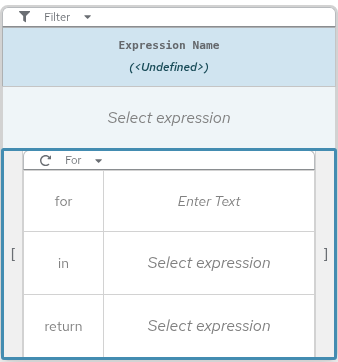 Filter
Expression Name
(<Undefined>)
Select expression
For
for Enter Text
[ ]
in Select expression
return Select expression